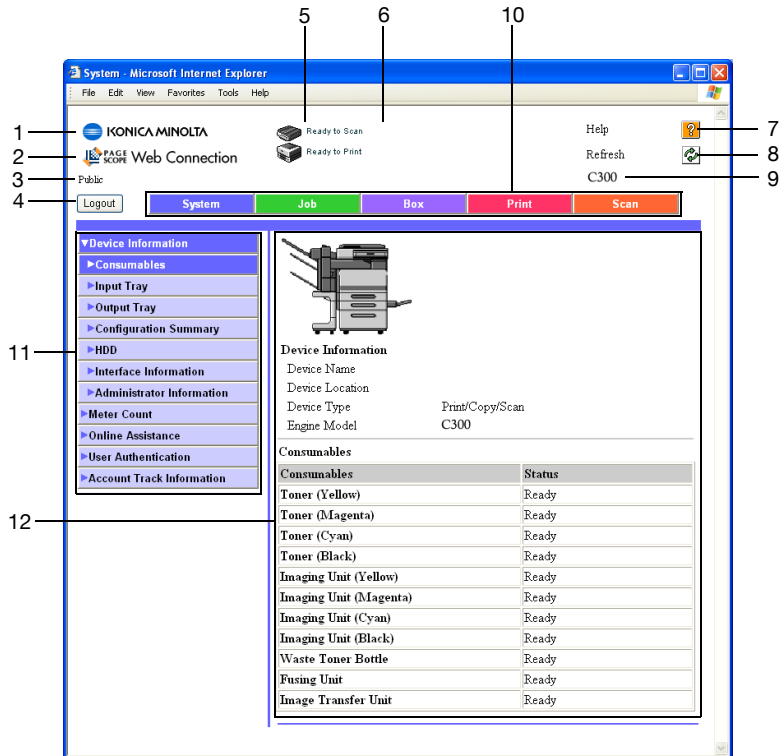 5 6 10
System - Microsoft Internet Explorer
File Edit View Favorites Tools Help
1 KONICA MINOLTA Ready to Scan Help ? 7
2 PAGE SCOPE Web Connection Ready to Print Refresh 8
3 Public C300 9
4 Logout System Job Box Print Scan
Device Information
Consumables
Input Tray
Output Tray
Configuration Summary
11 HDD
Interface Information
Administrator Information
Meter Count
Online Assistance
User Authentication
Account Track Information
12
Device Information
Device Name
Device Location
Device Type Print/Copy/Scan
Engine Model C300
Consumables
Consumables Status
Toner (Yellow) Ready
Toner (Magenta) Ready
Toner (Cyan) Ready
Toner (Black) Ready
Imaging Unit (Yellow) Ready
Imaging Unit (Magenta) Ready
Imaging Unit (Cyan) Ready
Imaging Unit (Black) Ready
Waste Toner Bottle Ready
Fusing Unit Ready
Image Transfer Unit Ready